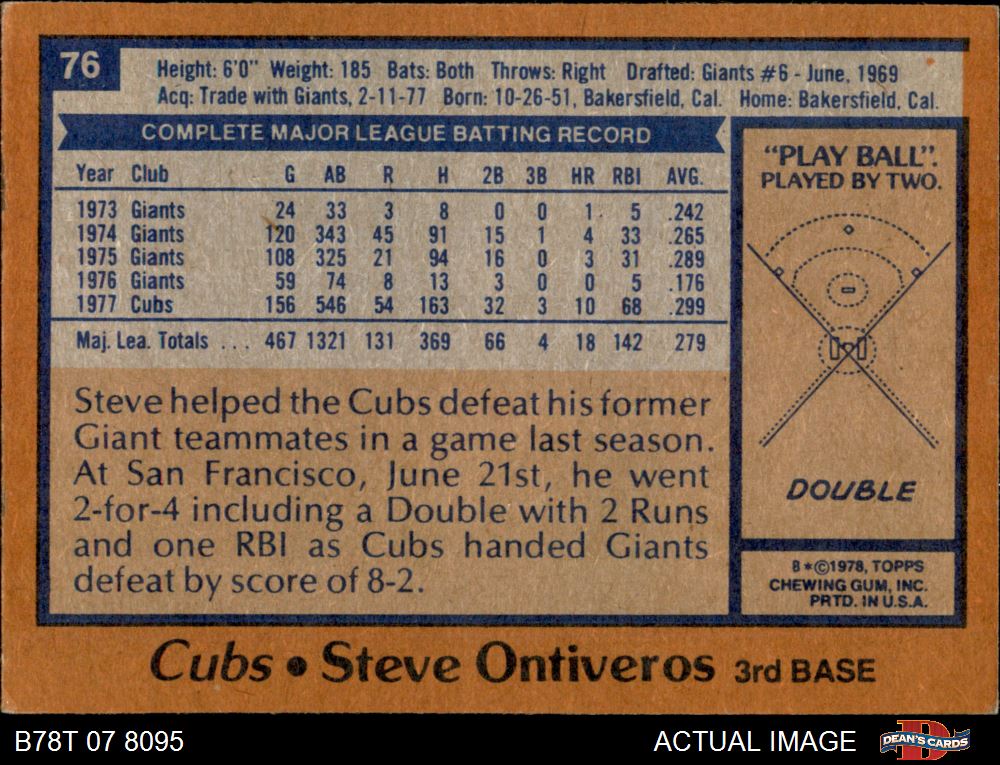 76
Height: 6'0" Weight: 185 Bats: Both Throws: Right Drafted: Giants #6 - June, 1969
Acq: Trade with Giants, 2-11-77 Born: 10-26-51, Bakersfield, Cal. Home: Bakersfield, Cal.
COMPLETE MAJOR LEAGUE BATTING RECORD
Year Club G AB R H 2B 3B HR RBI AVG.
1973 Giants 24 33 3 8 0 0 1 5 .242
1974 Giants 120 343 45 91 15 1 4 33 .265
1975 Giants 108 325 21 94 16 0 3 31 .289
1976 Giants 59 74 8 13 3 0 0 5 .176
1977 Cubs 156 546 54 163 32 3 10 68 .299
Maj. Lea. Totals ... 467 1321 131 369 66 4 18 142 279
Steve helped the Cubs defeat his former
Giant teammates in a game last season.
At San Francisco, June 21st, he went
2-for-4 including a Double with 2 Runs
and one RBI as Cubs handed Giants
defeat by score of 8-2.
"PLAY BALL".
PLAYED BY TWO.
DOUBLE
B*©1978, TOPPS
CHEWING GUM, INC.
PRTD. IN U.S.A.
Cubs • Steve Ontiveros 3rd BASE
B78T 07 8095
ACTUAL IMAGE
DEAN'S CARDS